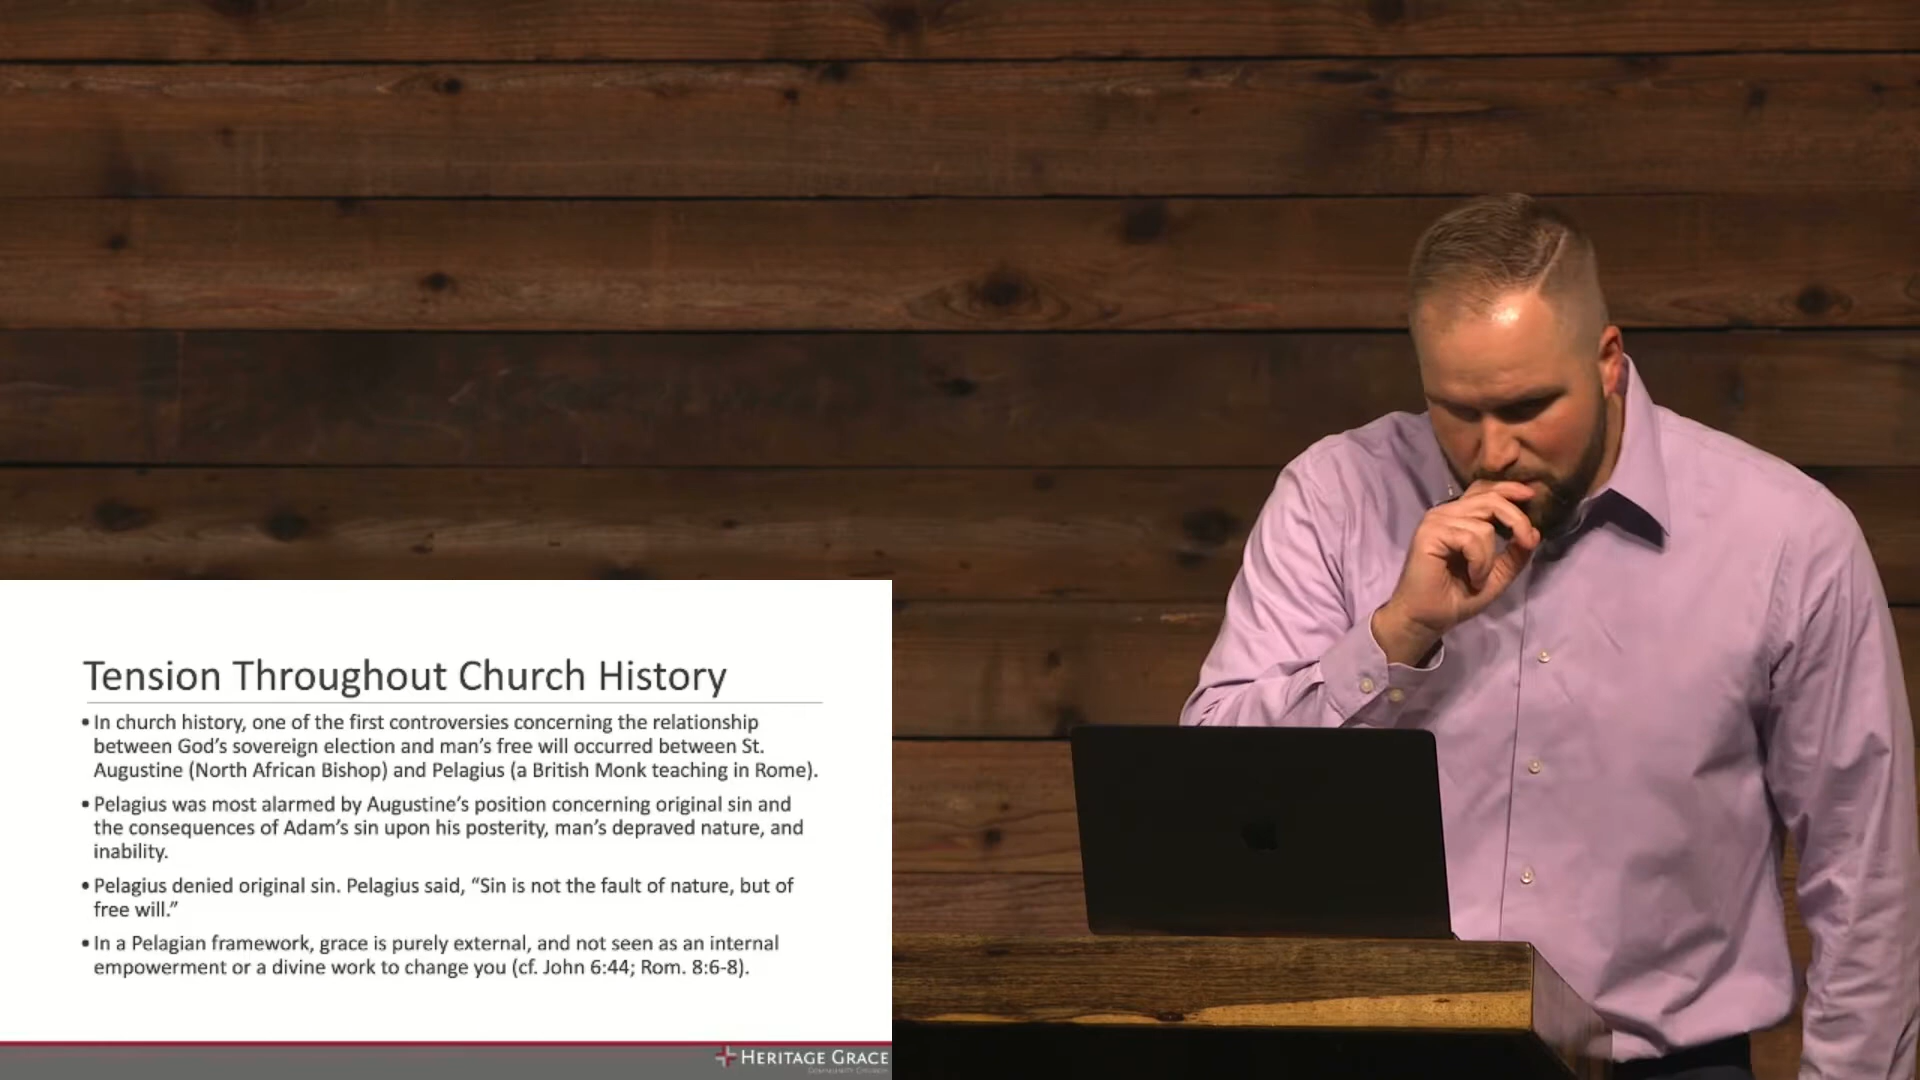 Tension Throughout Church History
• In church history, one of the first controversies concerning the relationship
between God's sovereign election and man's free will occurred between St.
Augustine (North African Bishop) and Pelagius (a British Monk teaching in Rome).
• Pelagius was most alarmed by Augustine's position concerning original sin and
the consequences of Adam's sin upon his posterity, man's depraved nature, and
inability.
• Pelagius denied original sin. Pelagius said, “Sin is not the fault of nature, but of
free will.”
• In a Pelagian framework, grace is purely external, and not seen as an internal
empowerment or a divine work to change you (cf. John 6:44; Rom. 8:6-8).
HERITAGE GRACE
COMMUNITY CHURCH